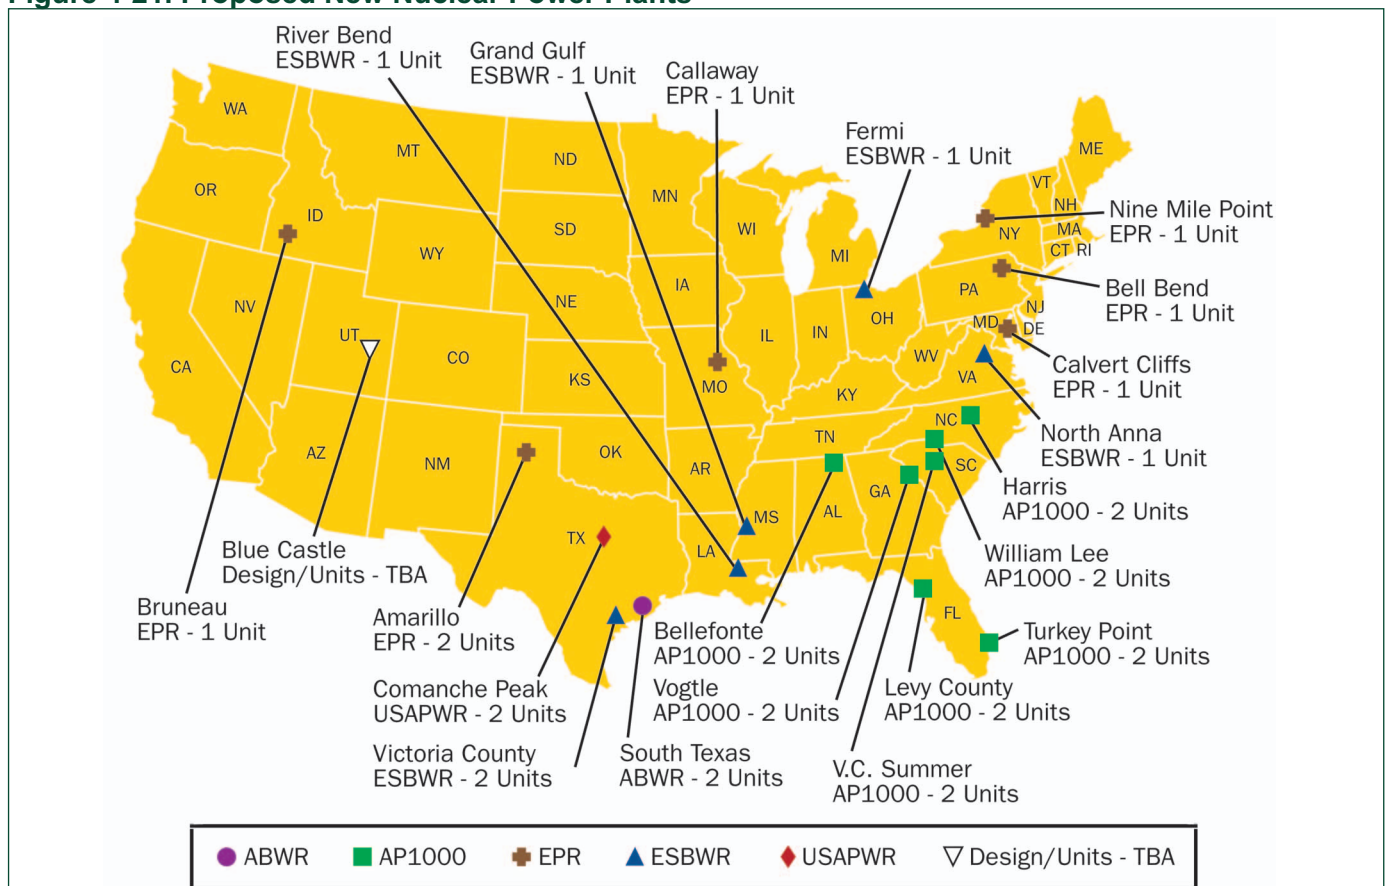 Figure 4-21: Proposed New Nuclear Power Plants
River Bend
ESBWR - 1 Unit
Grand Gulf
ESBWR - 1 Unit
Callaway
EPR - 1 Unit
Fermi
ESBWR - 1 Unit
Nine Mile Point
EPR - 1 Unit
Bell Bend
EPR - 1 Unit
Calvert Cliffs
EPR - 1 Unit
North Anna
ESBWR - 1 Unit
Harris
AP1000 - 2 Units
William Lee
AP1000 - 2 Units
Turkey Point
AP1000 - 2 Units
Levy County
AP1000 - 2 Units
V.C. Summer
AP1000 - 2 Units
Bellefonte
AP1000 - 2 Units
Vogtle
AP1000 - 2 Units
South Texas
ABWR - 2 Units
Victoria County
ESBWR - 2 Units
Comanche Peak
USAPWR - 2 Units
Amarillo
EPR - 2 Units
Blue Castle
Design/Units - TBA
Bruneau
EPR - 1 Unit
WA
OR
CA
NV
ID
MT
WY
UT
CO
AZ
NM
ND
SD
NE
KS
OK
TX
MN
IA
MO
AR
LA
WI
IL
IN
MI
OH
KY
TN
MS
AL
GA
FL
SC
NC
VA
WV
PA
NY
VT
NH
ME
MA
CT
RI
NJ
DE
MD
ABWR
AP1000
EPR
ESBWR
USAPWR
Design/Units - TBA